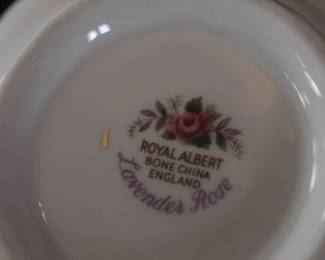 ROYAL ALBERT
BONE CHINA
ENGLAND
Lavender Rose